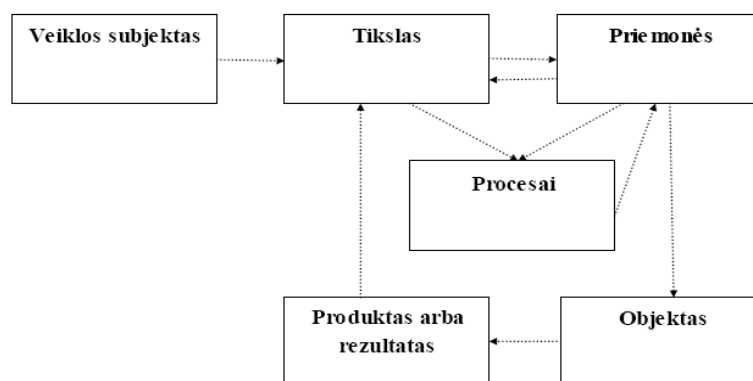 Veiklos subjektas
Tikslas
Priemonės
Procesai
Produktas arba
rezultatas
Objektas